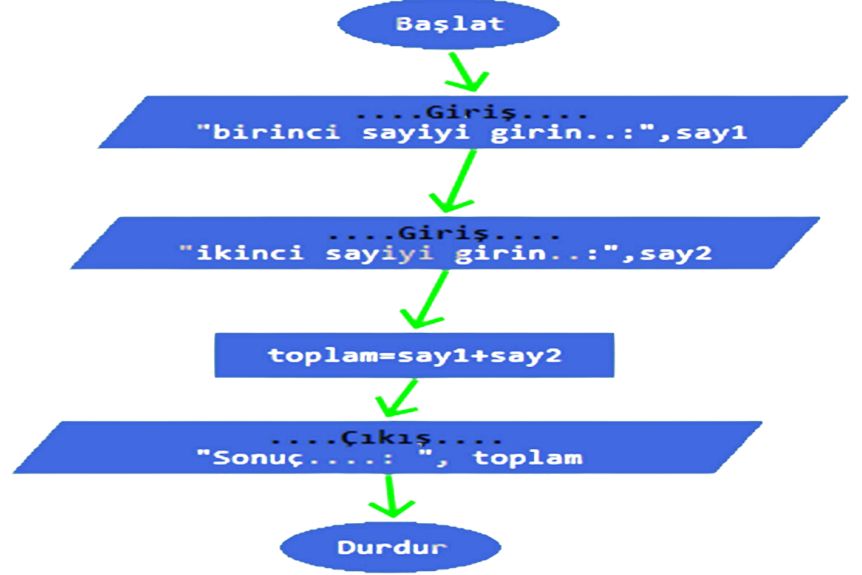 Başlat
....Giriş....
"birinci sayiyi girin..:",say1
....Giriş....
"ikinci sayiyi girin..:",say2
toplam=say1+say2
....Çıkış....
"Sonuç....: ", toplam
Durdur